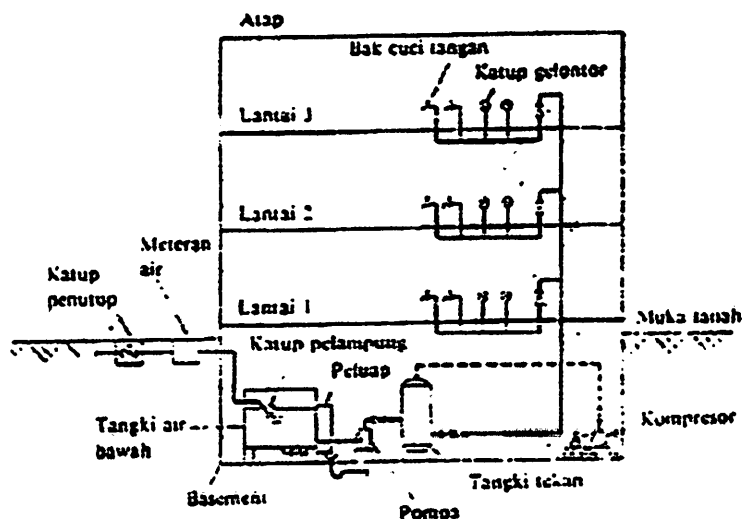 Atap
Bak cuci tangan
Katup gelontor
Lantai 3
Lantai 2
Meteran
air
Katup
penutup
Lantai 1
Muka tanah
Katup pelampung
Peluap
Tangki air
bawah
Kompresor
Tangki tekan
Basement
Pompa